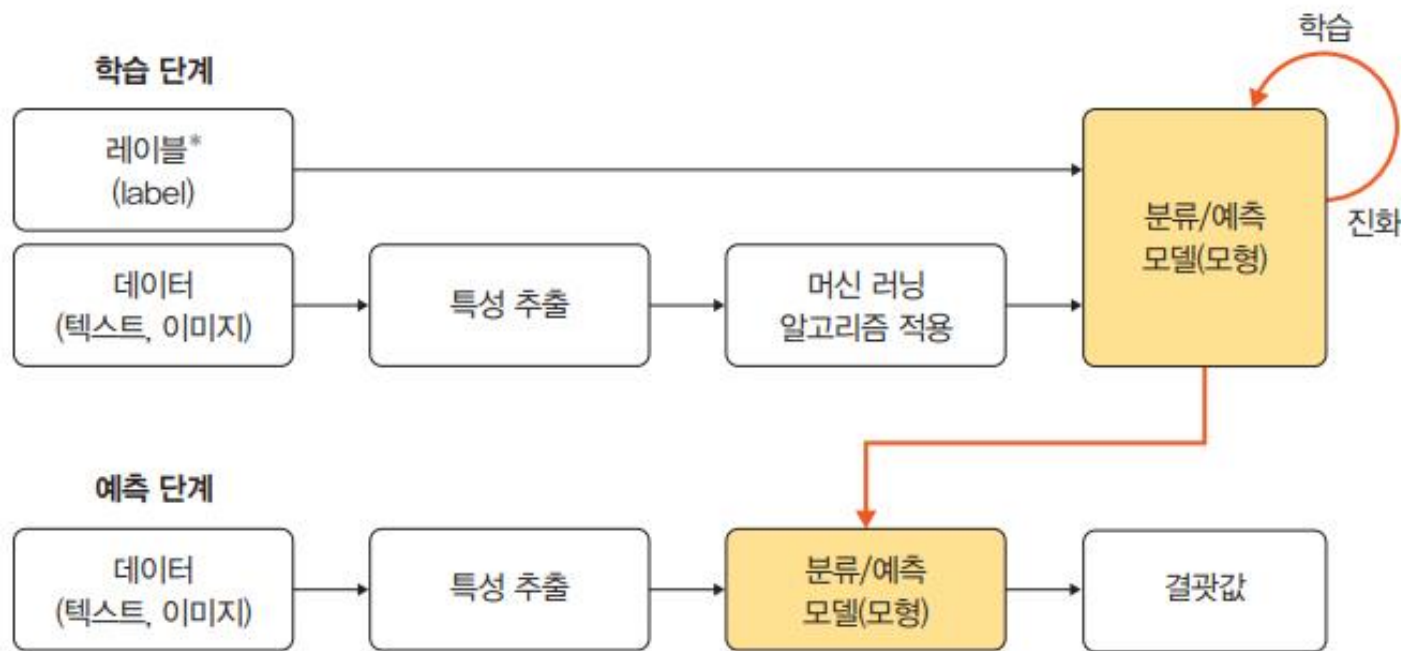 학습
학습 단계
레이블*
(label)
분류/예측
모델(모형)
진화
데이터
(텍스트, 이미지)
특성 추출
머신 러닝
알고리즘 적용
예측 단계
데이터
(텍스트, 이미지)
특성 추출
분류/예측
모델(모형)
결괏값